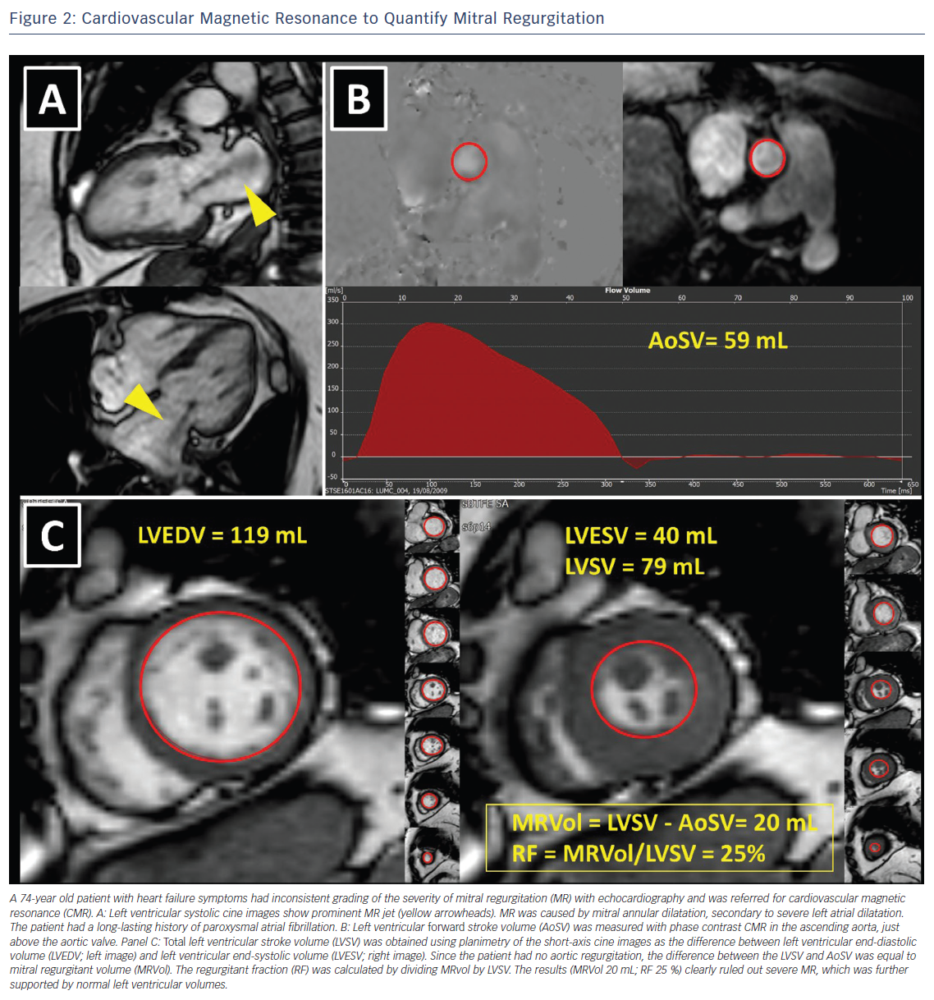 Figure 2: Cardiovascular Magnetic Resonance to Quantify Mitral Regurgitation
A
B
[ml/s]
Flow Volume
0 10 20 30 40 50 60 70 80 90 100
350
300
250
200
150
100
50
0
-50
AoSV= 59 mL
0 50 100 150 200 250 300 350 400 450 500 550 600 650
STSE1601AC16: LUMC_004, 19/08/2009
Time [ms]
C
LVEDV = 119 mL
sBTFE SA
s6p14
LVESV = 40 mL
LVSV = 79 mL
MRVol = LVSV - AoSV= 20 mL
RF = MRVol/LVSV = 25%
A 74-year old patient with heart failure symptoms had inconsistent grading of the severity of mitral regurgitation (MR) with echocardiography and was referred for cardiovascular magnetic
resonance (CMR). A: Left ventricular systolic cine images show prominent MR jet (yellow arrowheads). MR was caused by mitral annular dilatation, secondary to severe left atrial dilatation.
The patient had a long-lasting history of paroxysmal atrial fibrillation. B: Left ventricular forward stroke volume (AoSV) was measured with phase contrast CMR in the ascending aorta, just
above the aortic valve. Panel C: Total left ventricular stroke volume (LVSV) was obtained using planimetry of the short-axis cine images as the difference between left ventricular end-diastolic
volume (LVEDV; left image) and left ventricular end-systolic volume (LVESV; right image). Since the patient had no aortic regurgitation, the difference between the LVSV and AoSV was equal to
mitral regurgitant volume (MRVol). The regurgitant fraction (RF) was calculated by dividing MRvol by LVSV. The results (MRVol 20 mL; RF 25 %) clearly ruled out severe MR, which was further
supported by normal left ventricular volumes.